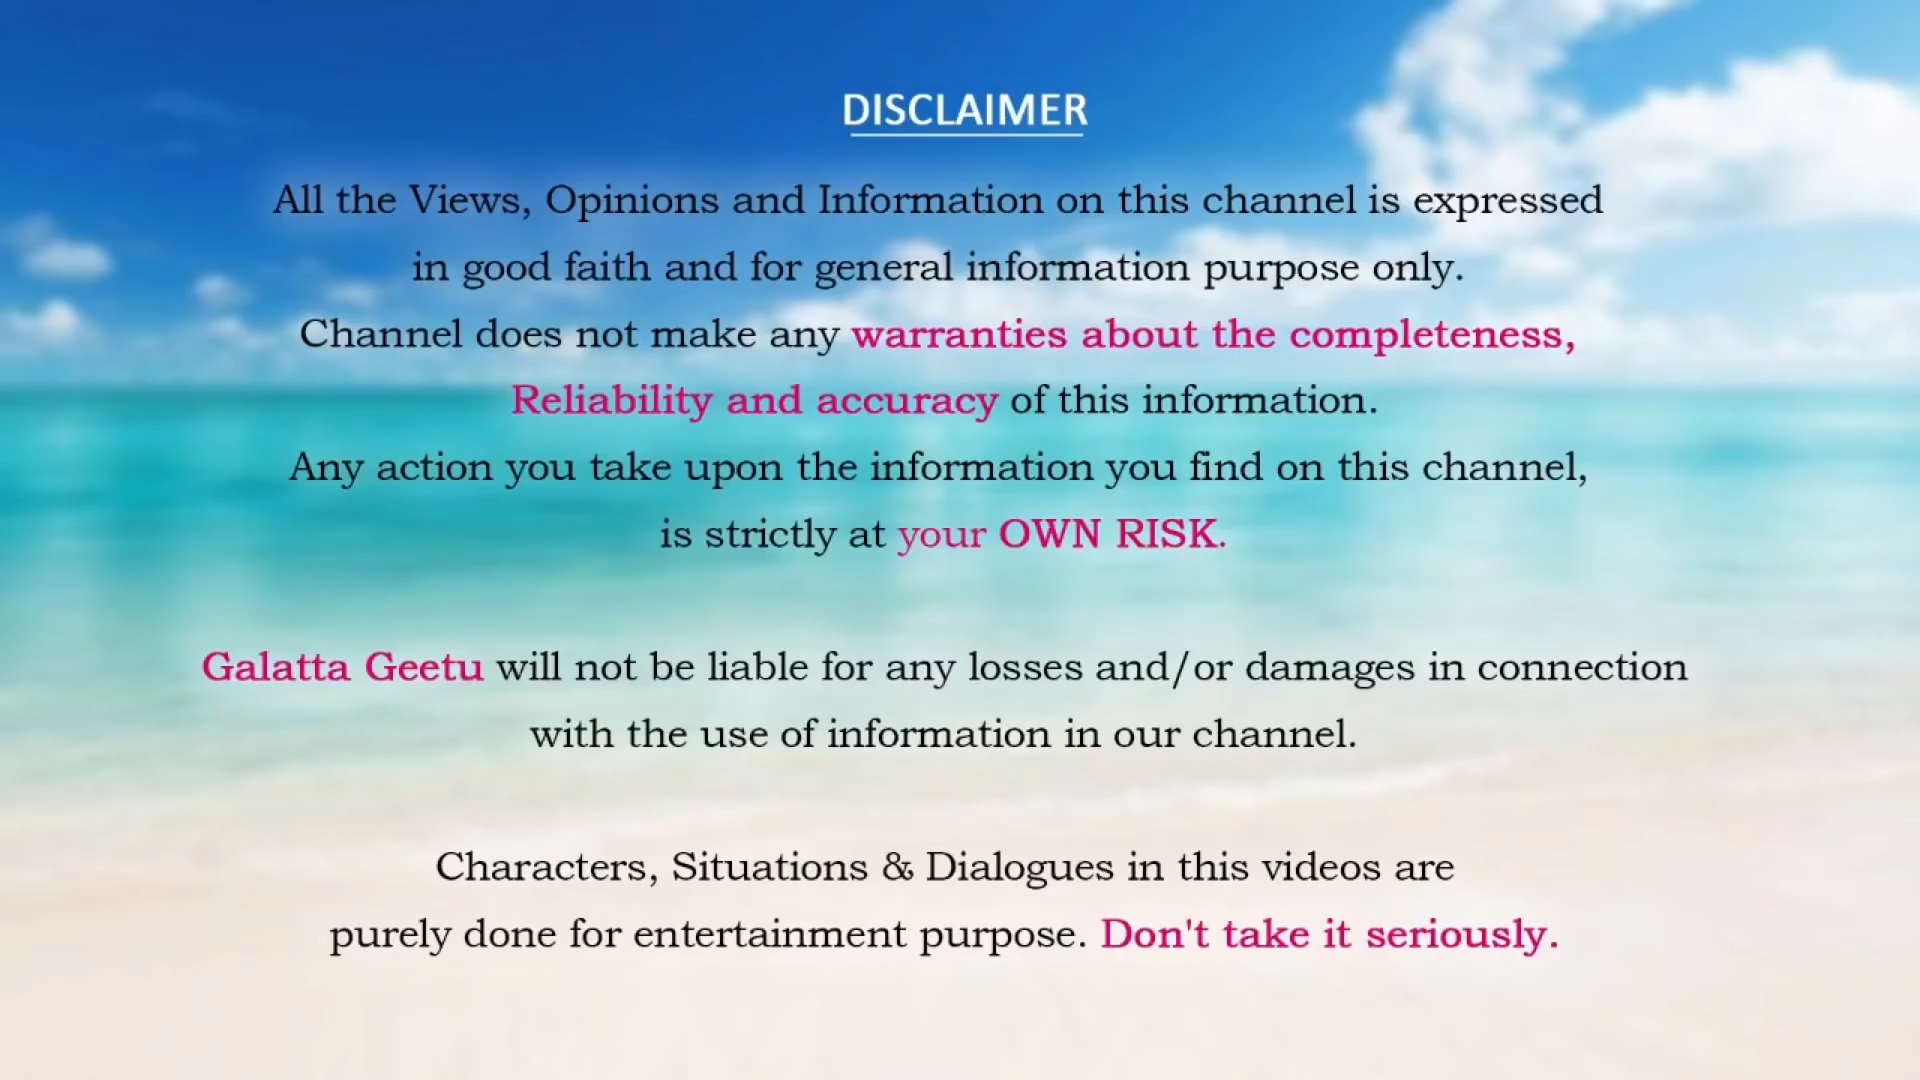 DISCLAIMER
All the Views, Opinions and Information on this channel is expressed
in good faith and for general information purpose only.
Channel does not make any warranties about the completeness,
Reliability and accuracy of this information.
Any action you take upon the information you find on this channel,
is strictly at your OWN RISK.
Galatta Geetu will not be liable for any losses and/or damages in connection
with the use of information in our channel.
Characters, Situations & Dialogues in this videos are
purely done for entertainment purpose. Don't take it seriously.